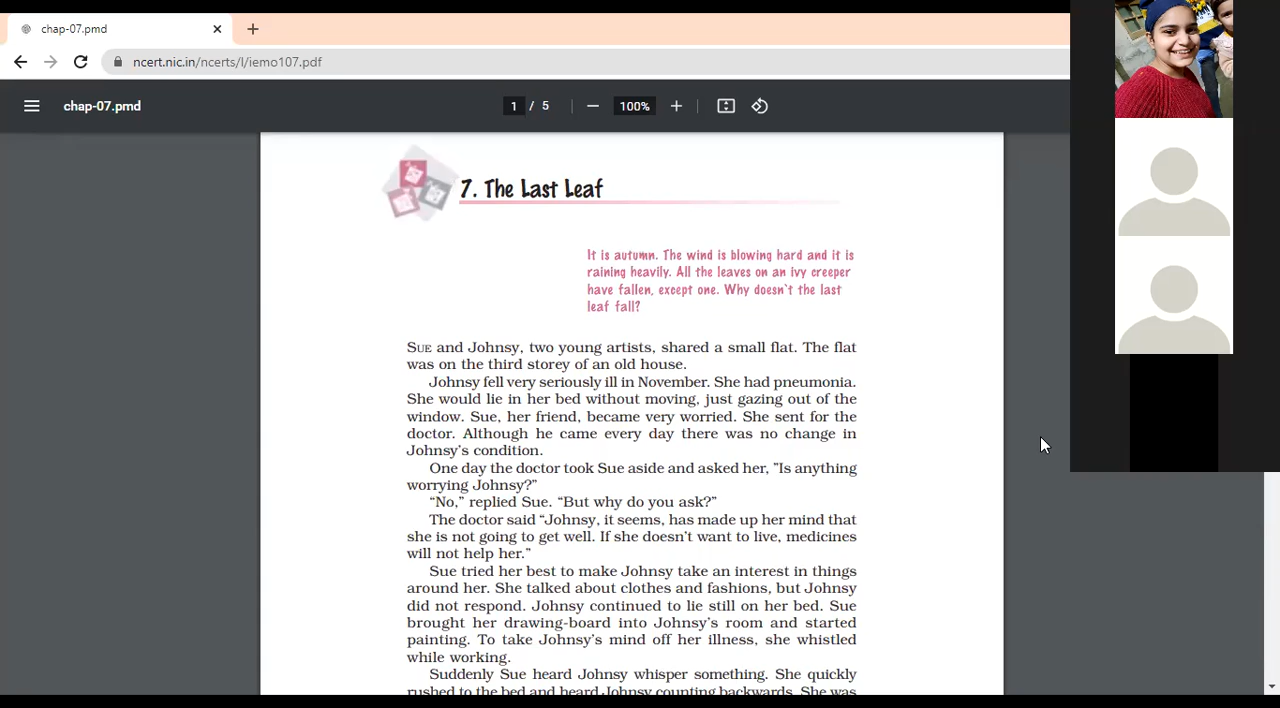 chap-07.pmd
ncert.nic.in/ncerts/l/iemo107.pdf
chap-07.pmd
1 / 5
100%
7. The Last Leaf
It is autumn. The wind is blowing hard and it is
raining heavily. All the leaves on an ivy creeper
have fallen, except one. Why doesn't the last
leaf fall?
SUE and Johnsy, two young artists, shared a small flat. The flat
was on the third storey of an old house.
Johnsy fell very seriously ill in November. She had pneumonia.
She would lie in her bed without moving, just gazing out of the
window. Sue, her friend, became very worried. She sent for the
doctor. Although he came every day there was no change in
Johnsy's condition.
One day the doctor took Sue aside and asked her, "Is anything
worrying Johnsy?"
“No,” replied Sue. “But why do you ask?”
The doctor said “Johnsy, it seems, has made up her mind that
she is not going to get well. If she doesn't want to live, medicines
will not help her.”
Sue tried her best to make Johnsy take an interest in things
around her. She talked about clothes and fashions, but Johnsy
did not respond. Johnsy continued to lie still on her bed. Sue
brought her drawing-board into Johnsy's room and started
painting. To take Johnsy's mind off her illness, she whistled
while working.
Suddenly Sue heard Johnsy whisper something. She quickly
rushed to the bed and heard Johnsy counting backwards. She was